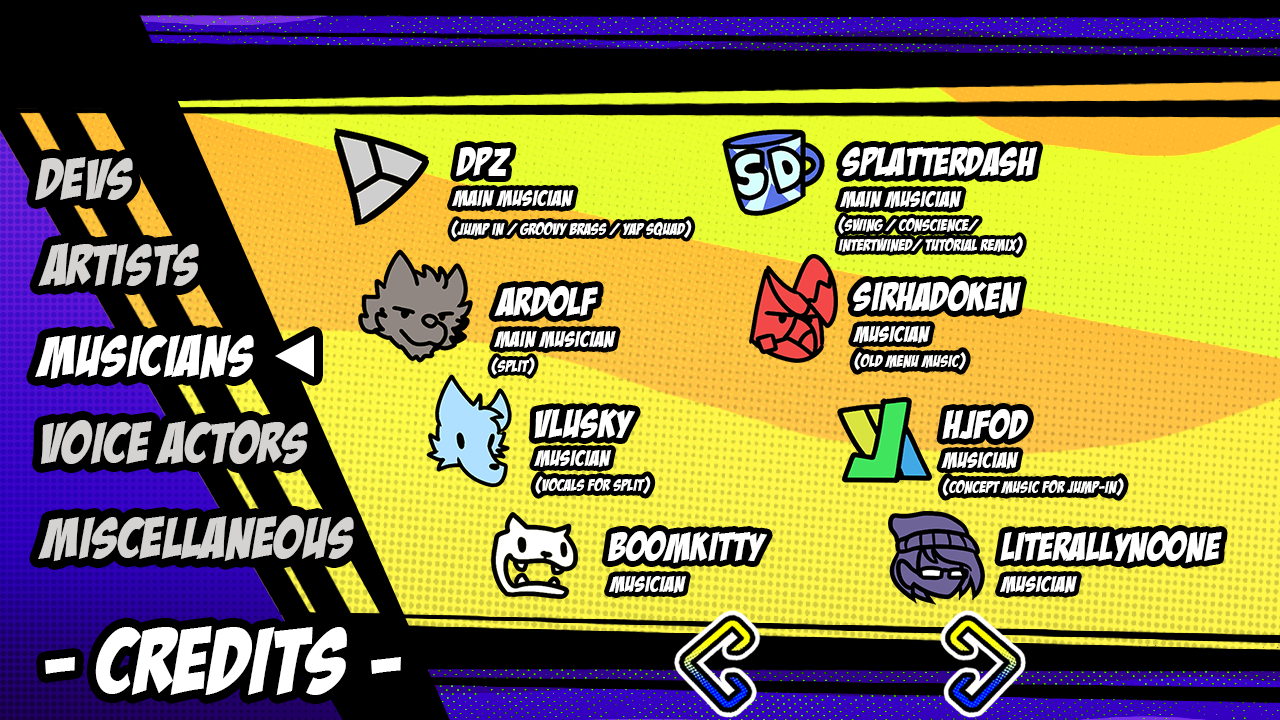 DEVS
ARTISTS
MUSICIANS
VOICE ACTORS
MISCELLANEOUS
- CREDITS -
DPZ
MAIN MUSICIAN
(JUMP IN / GROOVY BRASS / YAP SQUAD)
SD
SPLATTERDASH
MAIN MUSICIAN
(SWING / CONSCIENCE/
INTERTWINED/ TUTORIAL REMIX)
ARDOLF
MAIN MUSICIAN
(SPLIT)
SIRHADOKEN
MUSICIAN
(OLD MENU MUSIC)
VLUSKY
MUSICIAN
(VOCALS FOR SPLIT)
HJFOD
MUSICIAN
(CONCEPT MUSIC FOR JUMP-IN)
BOOMKITTY
MUSICIAN
LITERALLYNOONE
MUSICIAN